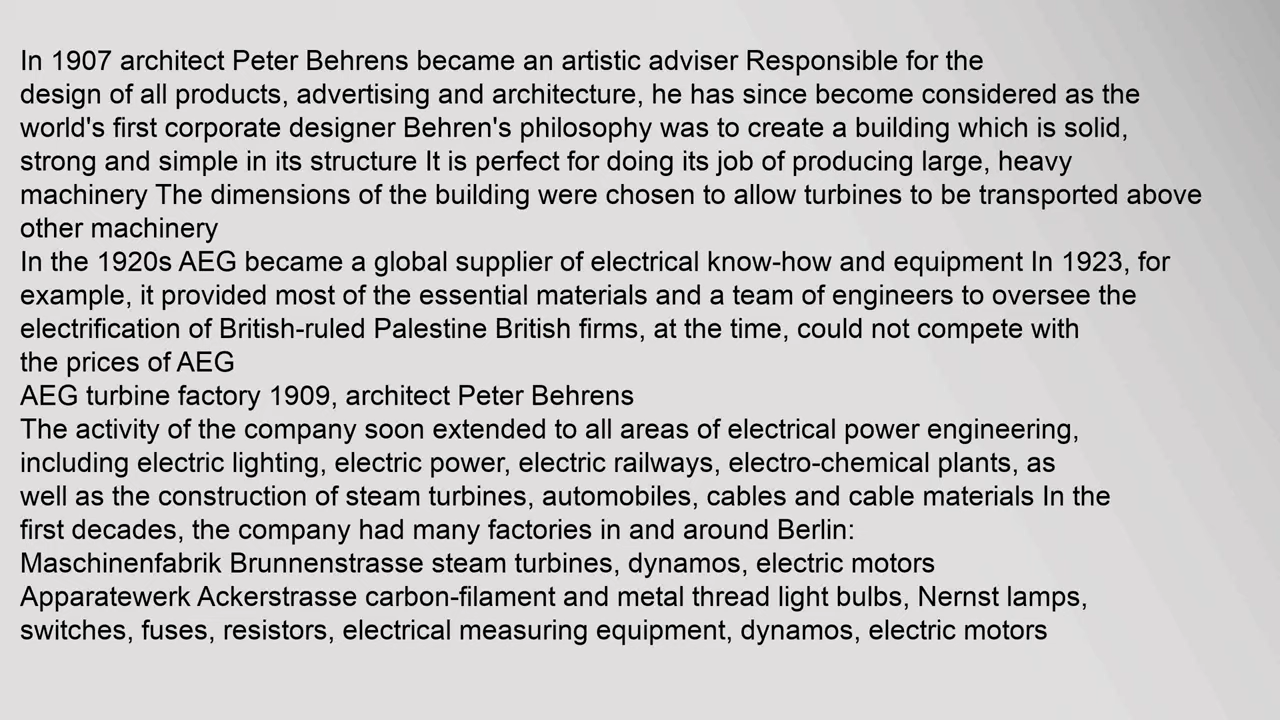 In 1907 architect Peter Behrens became an artistic adviser Responsible for the
design of all products, advertising and architecture, he has since become considered as the
world's first corporate designer Behren's philosophy was to create a building which is solid,
strong and simple in its structure It is perfect for doing its job of producing large, heavy
machinery The dimensions of the building were chosen to allow turbines to be transported above
other machinery
In the 1920s AEG became a global supplier of electrical know-how and equipment In 1923, for
example, it provided most of the essential materials and a team of engineers to oversee the
electrification of British-ruled Palestine British firms, at the time, could not compete with
the prices of AEG
AEG turbine factory 1909, architect Peter Behrens
The activity of the company soon extended to all areas of electrical power engineering,
including electric lighting, electric power, electric railways, electro-chemical plants, as
well as the construction of steam turbines, automobiles, cables and cable materials In the
first decades, the company had many factories in and around Berlin:
Maschinenfabrik Brunnenstrasse steam turbines, dynamos, electric motors
Apparatewerk Ackerstrasse carbon-filament and metal thread light bulbs, Nernst lamps,
switches, fuses, resistors, electrical measuring equipment, dynamos, electric motors